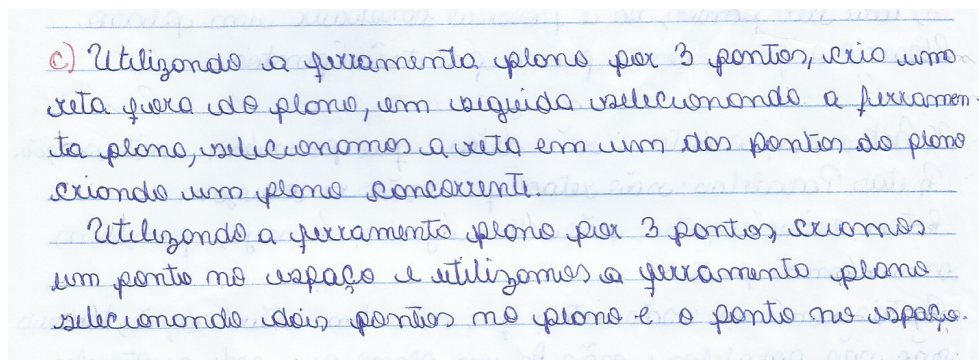 c) Utilizando a ferramenta plano por 3 pontos, crio uma
reta fora do plano, em seguida selecionando a ferramen-
ta plano, selecionamos a reta em um dos pontos do plano
criando um plano concorrente.
Utilizando a ferramenta plano por 3 pontos, criamos
um ponto no espaço e utilizamos a ferramenta plano
selecionando dois pontos no plano e o ponto no espaço.